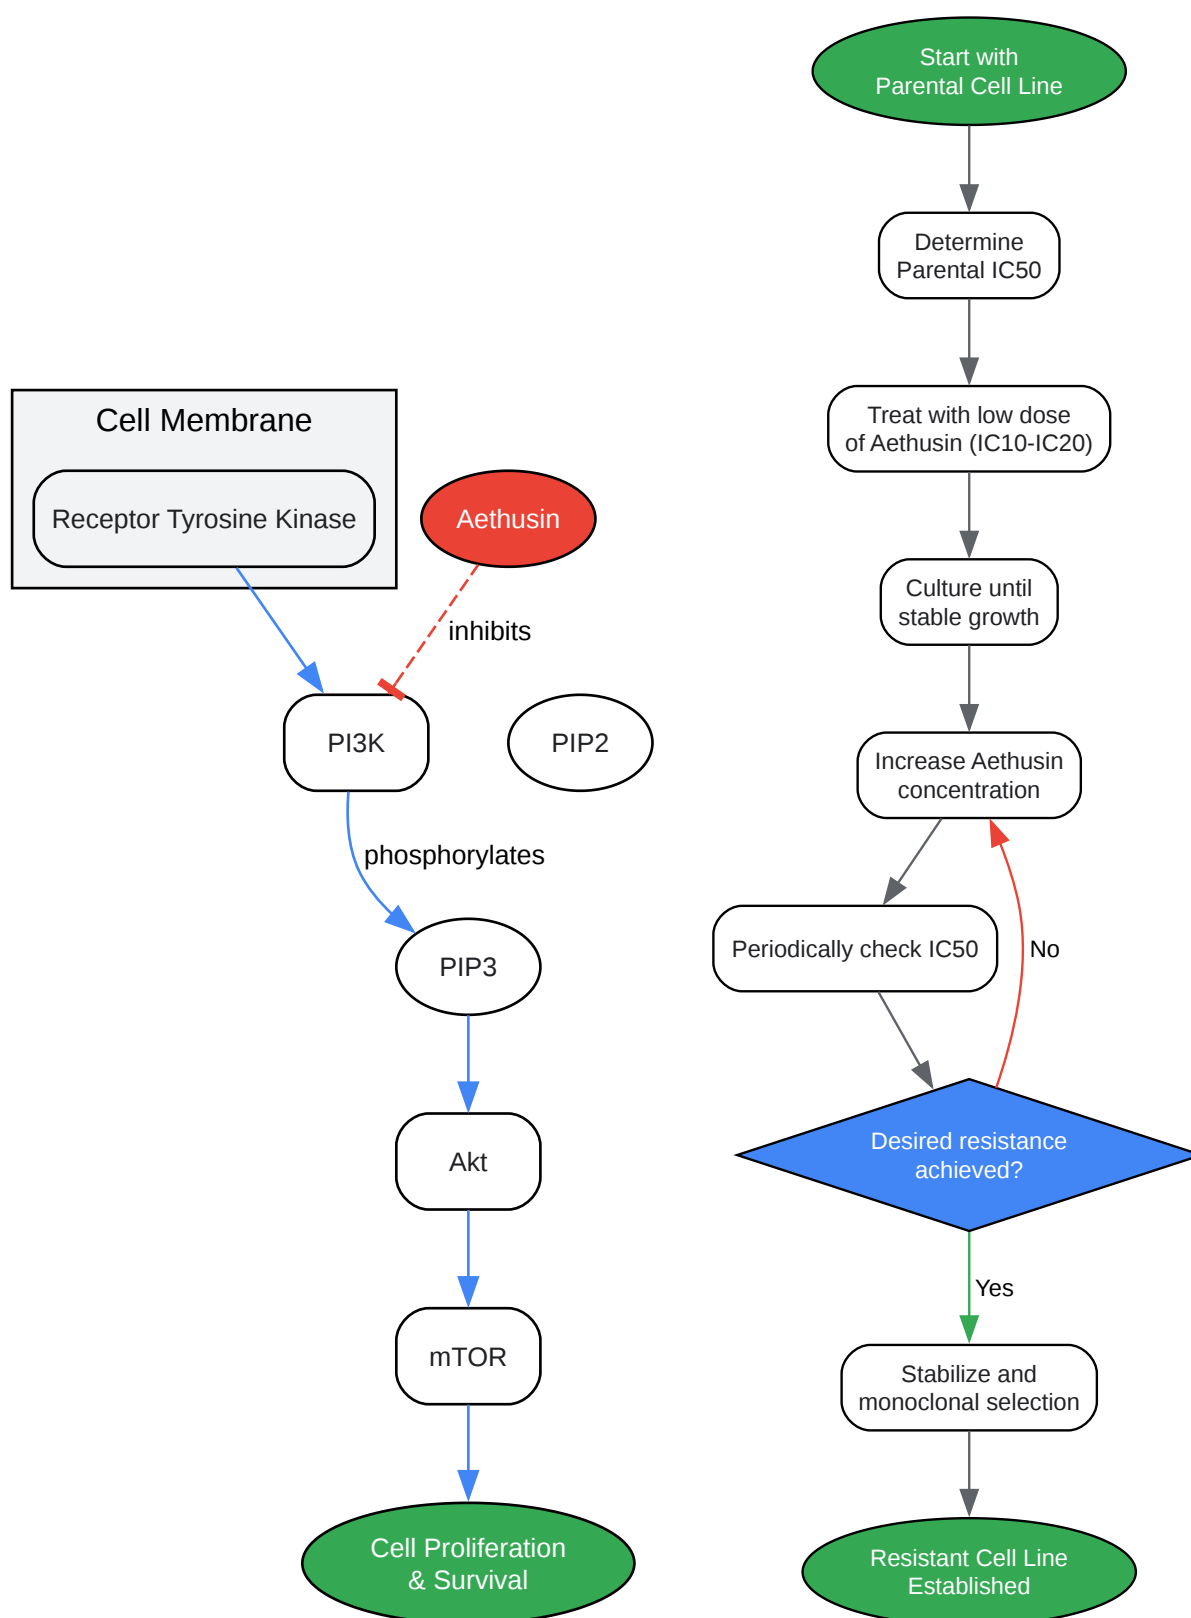 Cell Membrane
Receptor Tyrosine Kinase
Aethusin
inhibits
PI3K
PIP2
phosphorylates
PIP3
Akt
mTOR
Cell Proliferation
& Survival
Start with
Parental Cell Line
Determine
Parental IC50
Treat with low dose
of Aethusin (IC10-IC20)
Culture until
stable growth
Increase Aethusin
concentration
Periodically check IC50
No
Desired resistance
achieved?
Yes
Stabilize and
monoclonal selection
Resistant Cell Line
Established